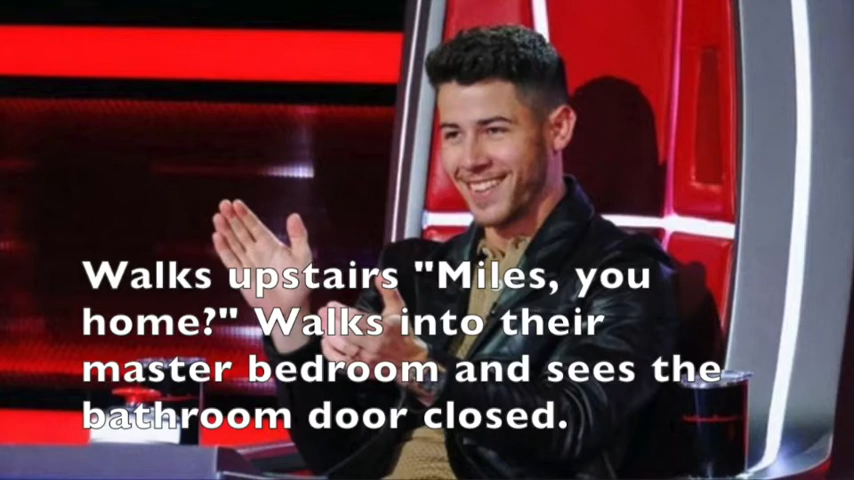 Walks upstairs "Miles, you
home?" Walks into their
master bedroom and sees the
bathroom door closed.